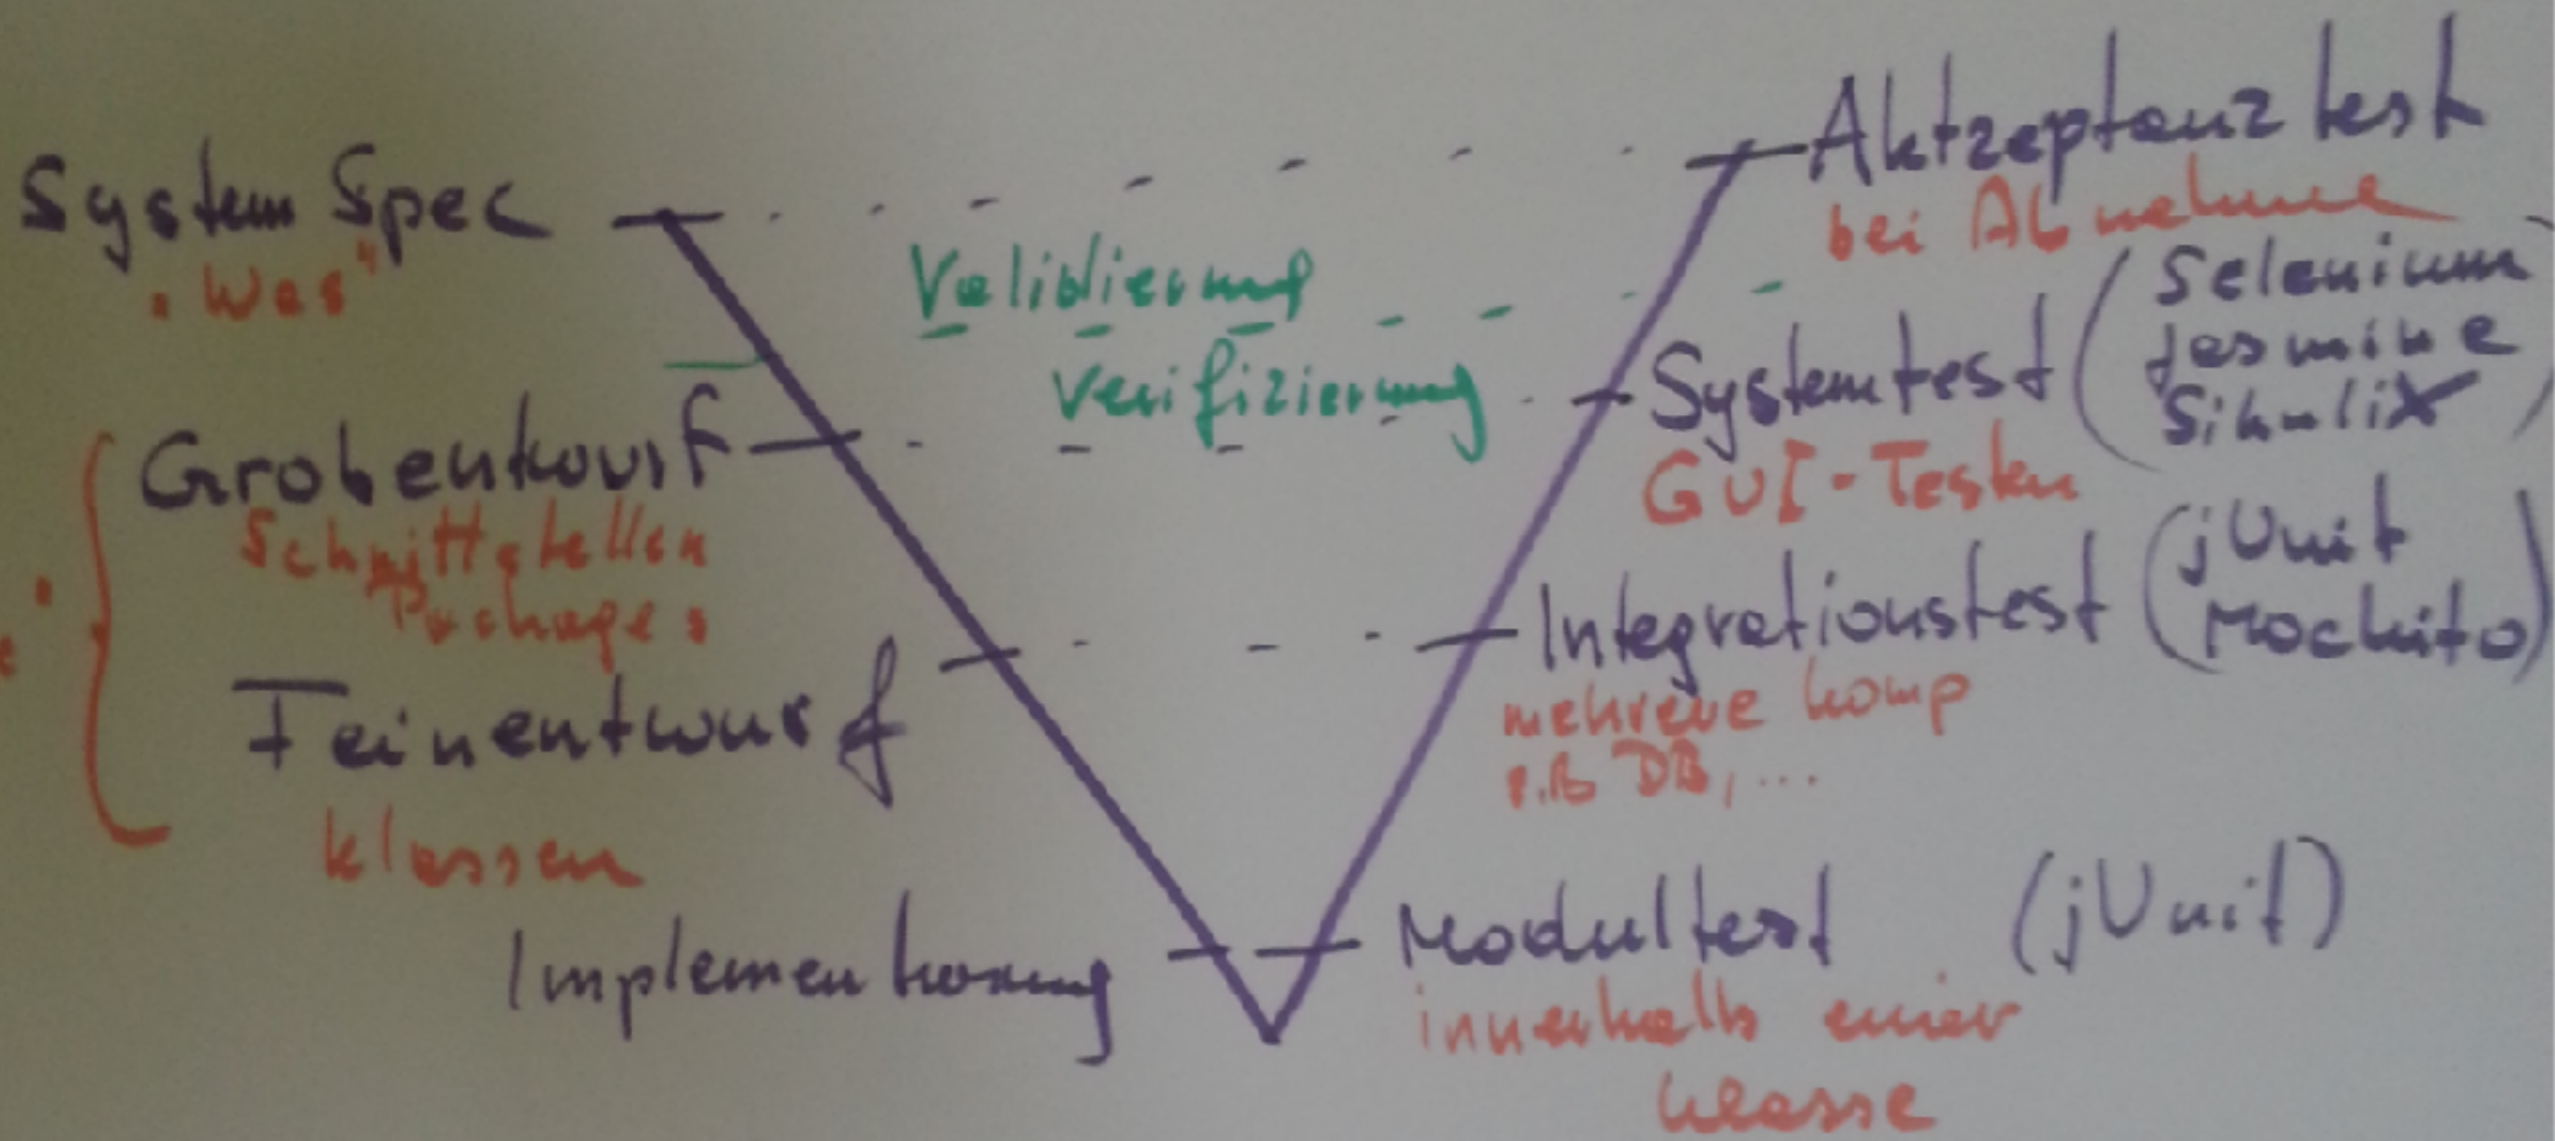 System Spec
"Was"
Grobentwurf
Schnittstellen
Packages
Feinentwurf
Klassen
Implementierung
Validierung
Verifizierung
Aktzeptanztest
bei Abnahme
Systemtest (Selenium
Jasmine
Sikulix)
GUI-Testen
Integrationstest (jUnit
Mockito)
mehrere Komp
z.B DB, ...
Modultest (jUnit)
innerhalb einer
Klasse